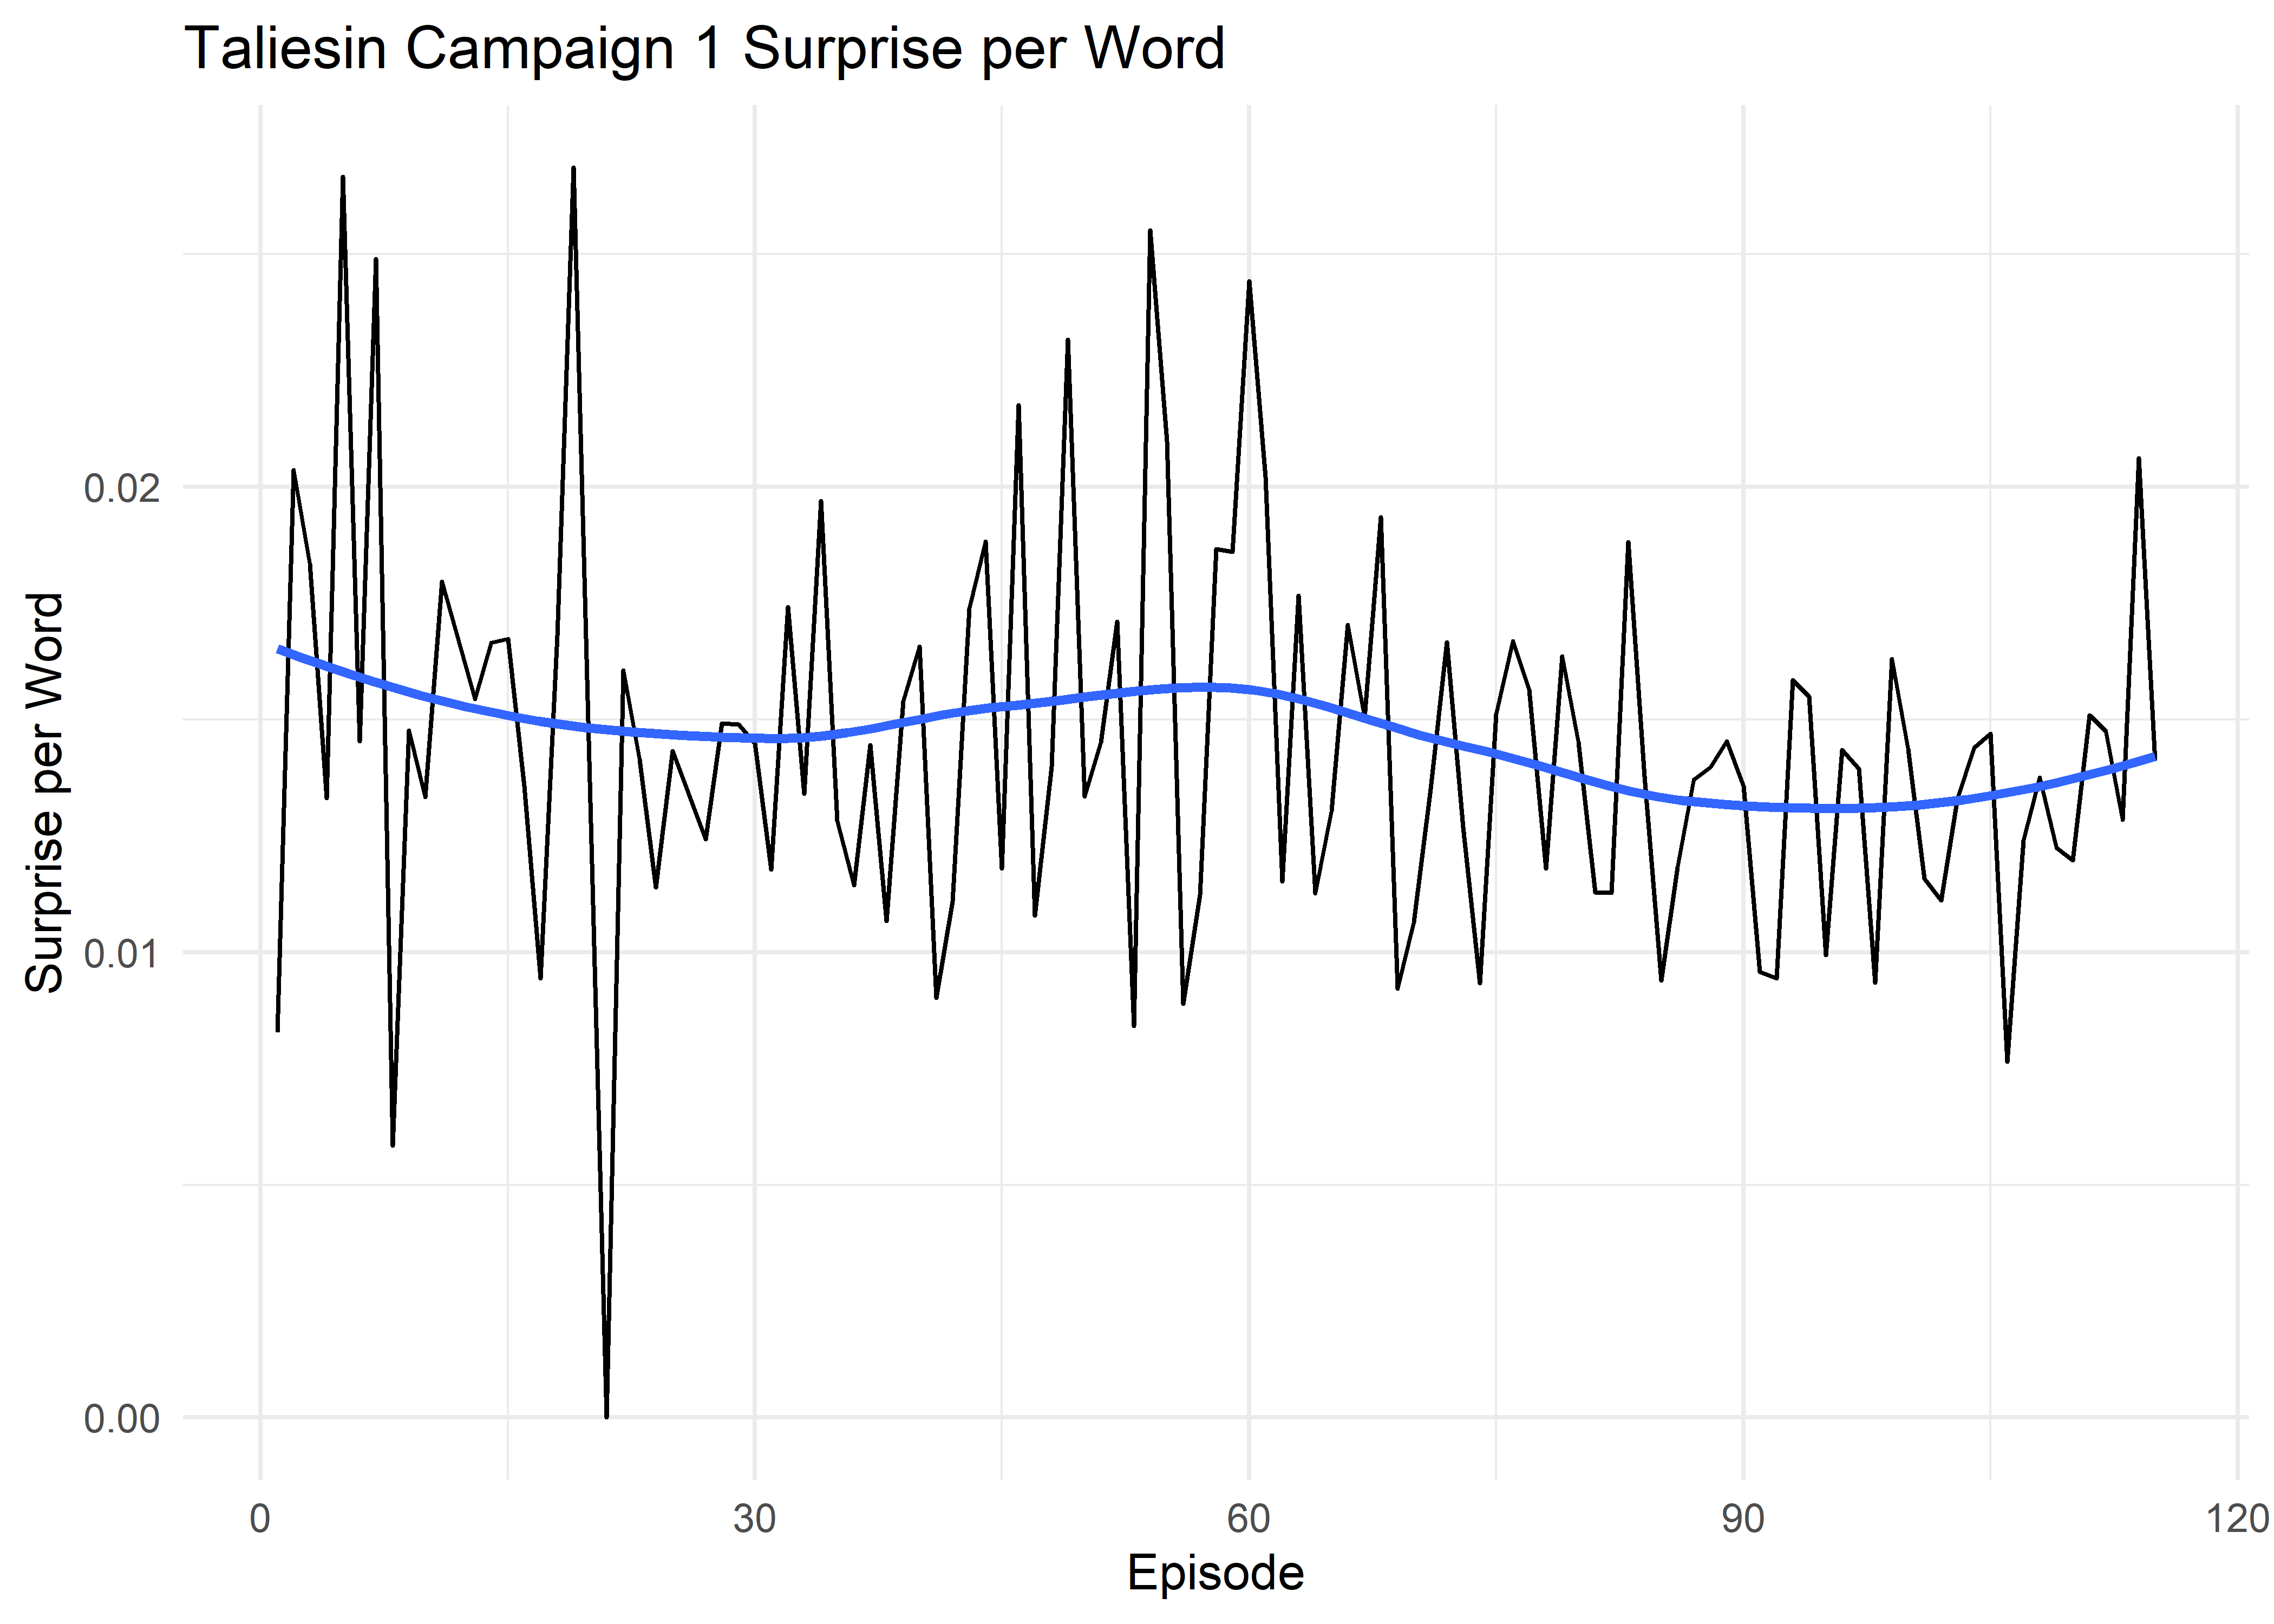 Taliesin Campaign 1 Surprise per Word
Surprise per Word
0.02
0.01
0.00
0 30 60 90 120
Episode